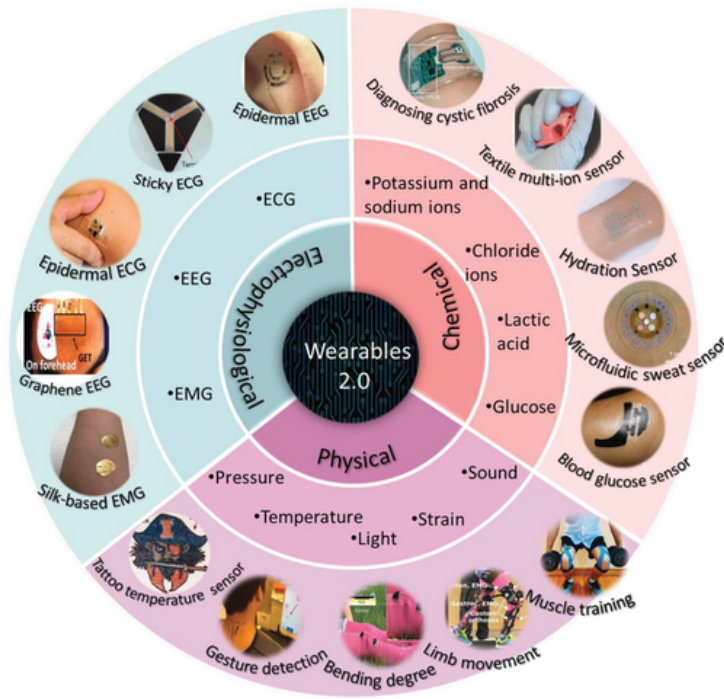 Wearables
2.0
Electrophysiological
•ECG
•EEG
•EMG
Epidermal EEG
Sticky ECG
Epidermal ECG
EEG
GET
On forehead
Graphene EEG
Silk-based EMG
Chemical
•Potassium and
sodium ions
•Chloride
ions
•Lactic
acid
•Glucose
Diagnosing cystic fibrosis
Textile multi-ion sensor
Hydration Sensor
Microfluidic sweat sensor
Blood glucose sensor
Physical
•Pressure
•Temperature
•Light
•Strain
•Sound
Tattoo temperature sensor
I
Gesture detection
Bending degree
Custom
orthoses
Limb movement
Muscle training